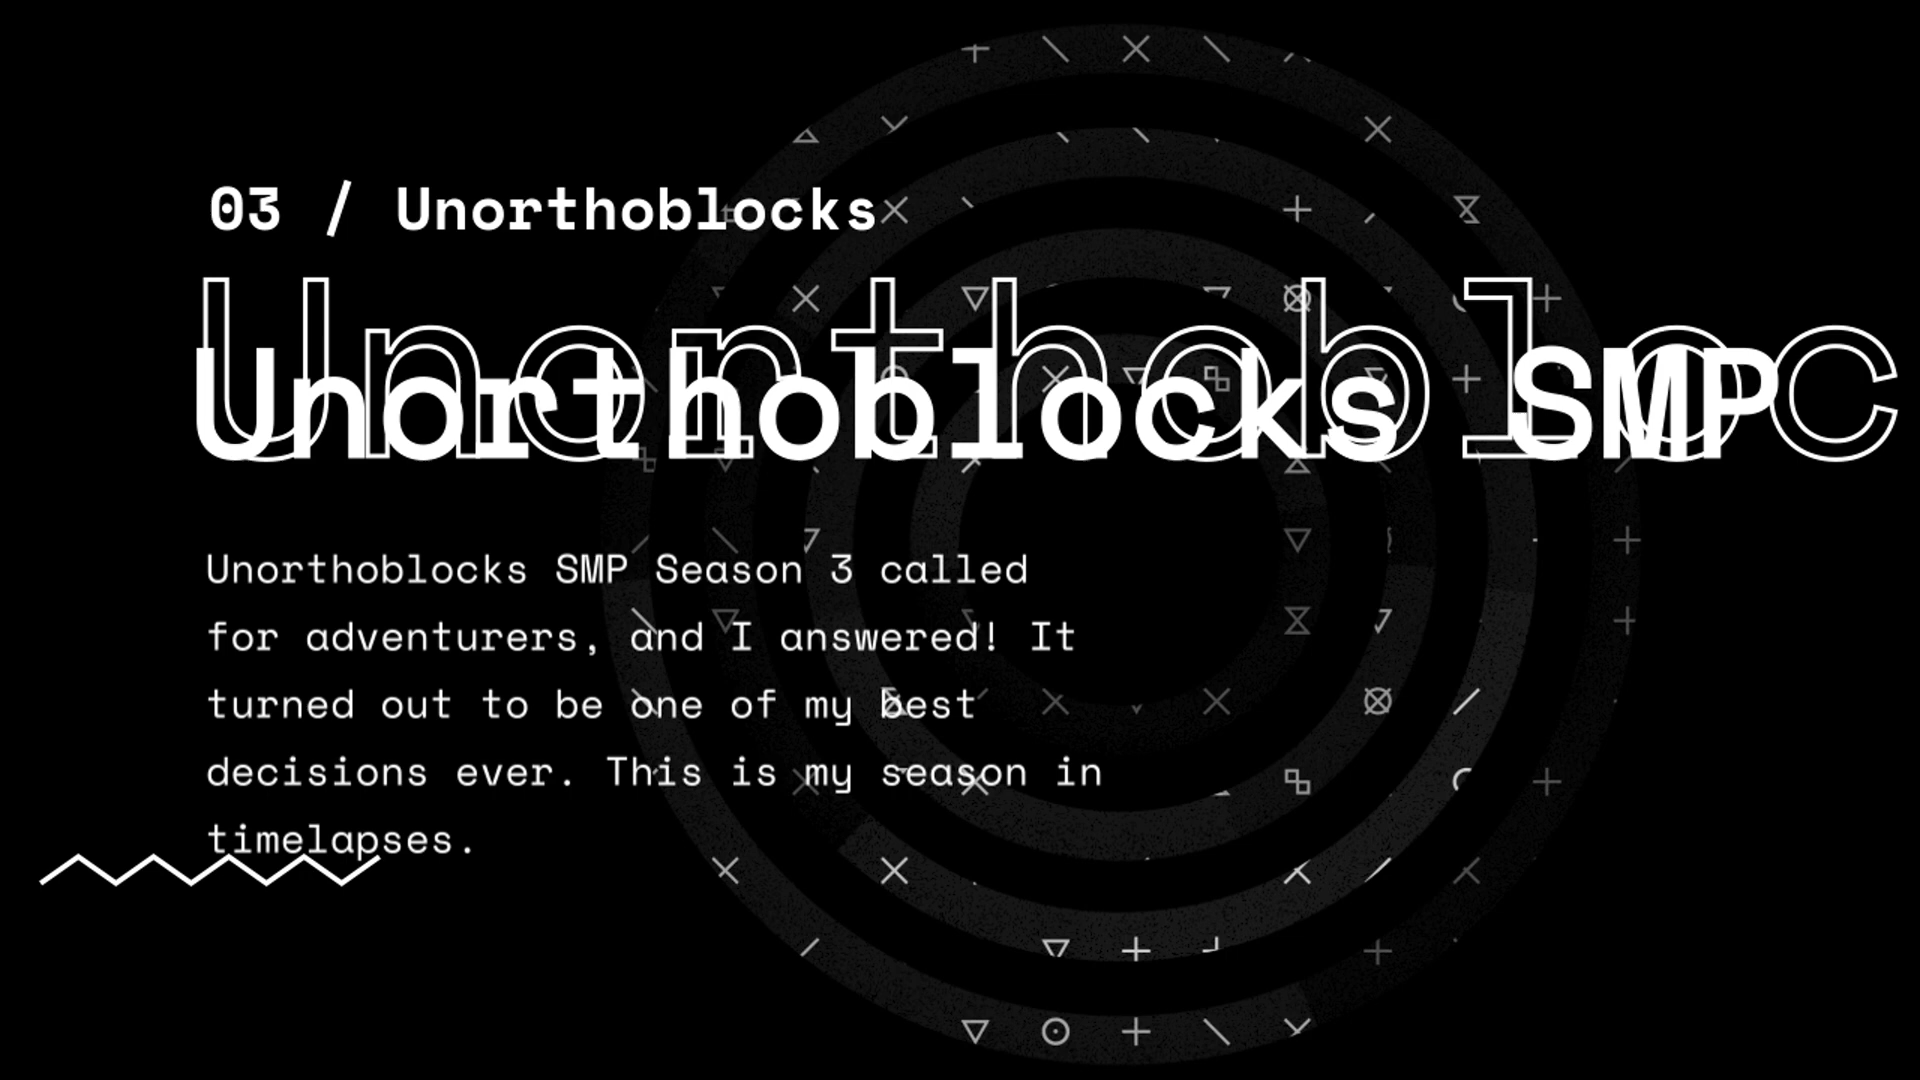 03 / Unorthoblocks
Unorthobloc
Unorthoblocks SMP
Unorthoblocks SMP Season 3 called
for adventurers, and I answered! It
turned out to be one of my best
decisions ever. This is my season in
timelapses.